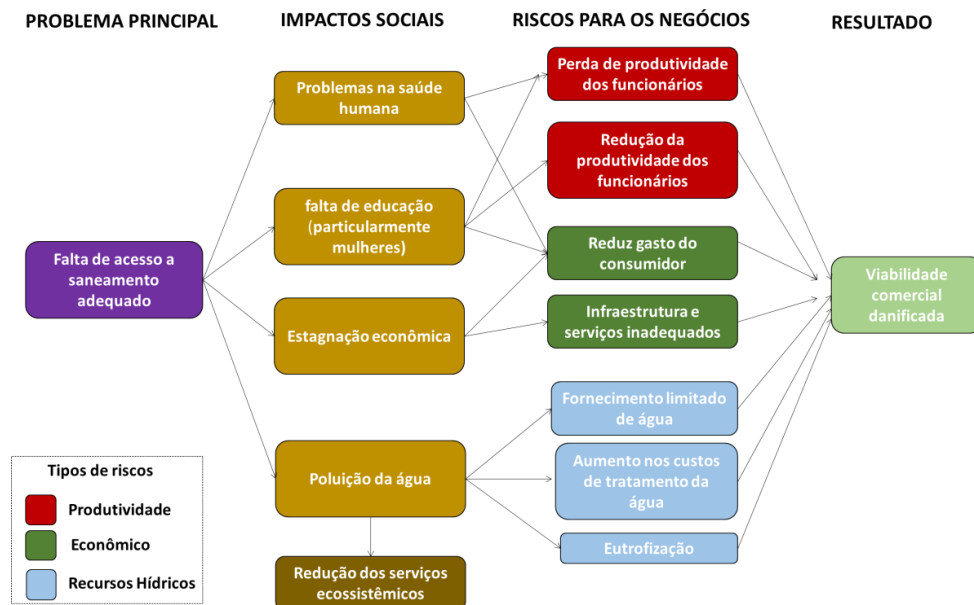 PROBLEMA PRINCIPAL
IMPACTOS SOCIAIS
RISCOS PARA OS NEGÓCIOS
RESULTADO
Falta de acesso a
saneamento
adequado
Problemas na saúde
humana
falta de educação
(particularmente
mulheres)
Estagnação econômica
Poluição da água
Redução dos serviços
ecossistêmicos
Perda de produtividade
dos funcionários
Redução da
produtividade dos
funcionários
Reduz gasto do
consumidor
Infraestrutura e
serviços inadequados
Fornecimento limitado
de água
Aumento nos custos
de tratamento da
água
Eutrofização
Viabilidade
comercial
danificada
Tipos de riscos
Produtividade
Econômico
Recursos Hídricos